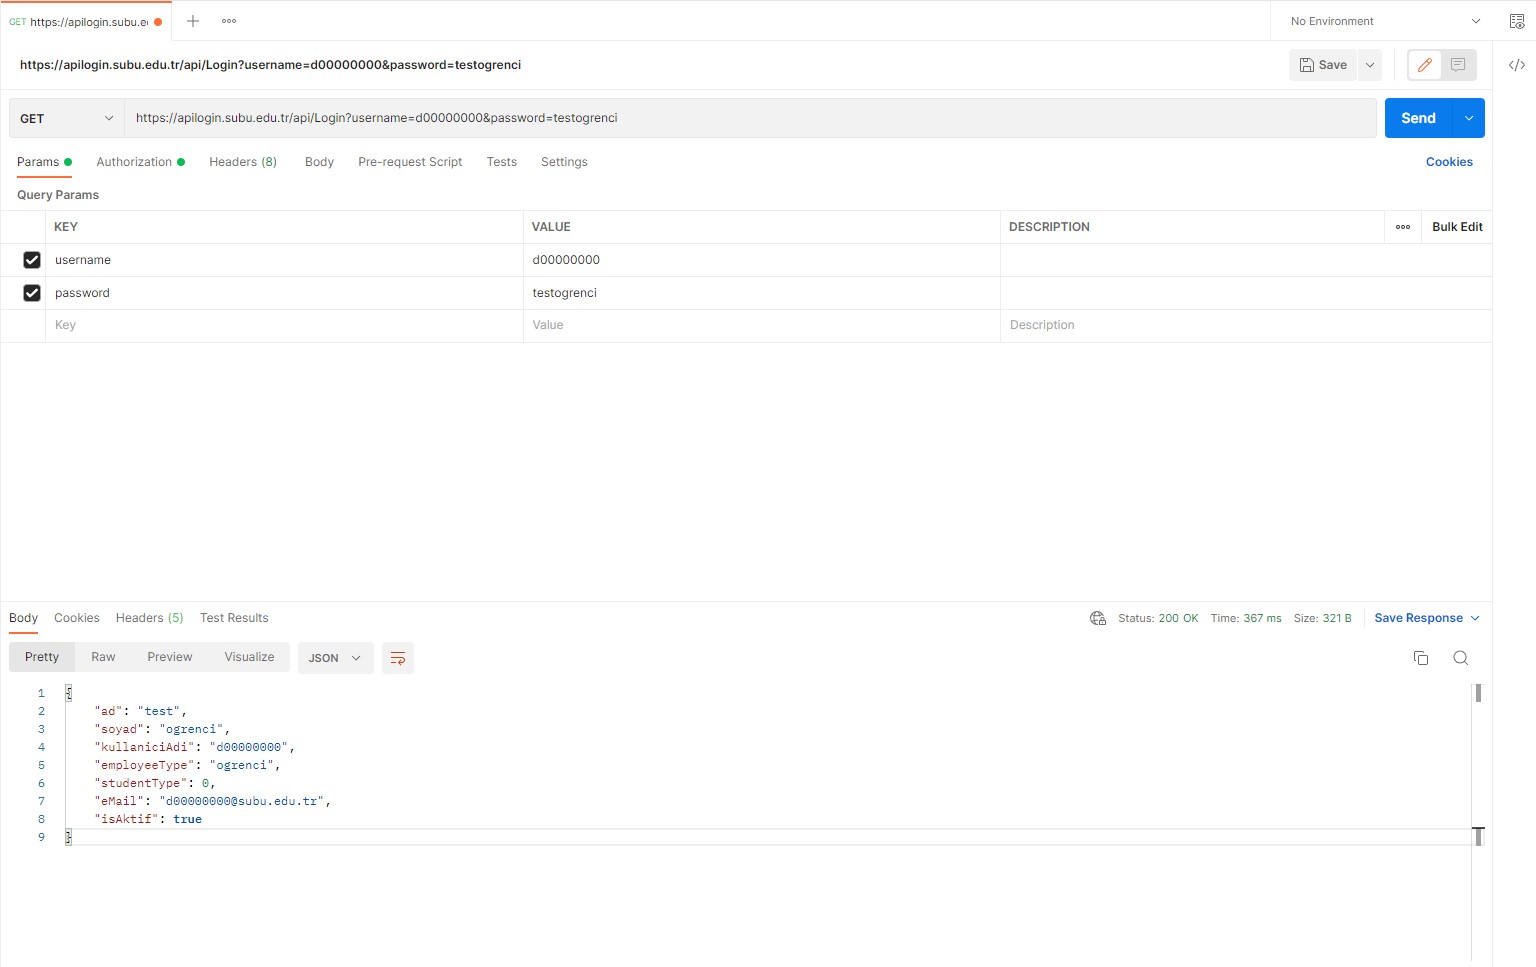 GET https://apilogin.subu.e
No Environment
https://apilogin.subu.edu.tr/api/Login?username=d00000000&password=testogrenci
Save
GET https://apilogin.subu.edu.tr/api/Login?username=d00000000&password=testogrenci Send
Params Authorization Headers (8) Body Pre-request Script Tests Settings Cookies
Query Params
KEY VALUE DESCRIPTION Bulk Edit
username d00000000
password testogrenci
Key Value Description
Body Cookies Headers (5) Test Results Status: 200 OK Time: 367 ms Size: 321 B Save Response
Pretty Raw Preview Visualize JSON
1 {
2 "ad": "test",
3 "soyad": "ogrenci",
4 "kullaniciAdi": "d00000000",
5 "employeeType": "ogrenci",
6 "studentType": 0,
7 "eMail": "d00000000@subu.edu.tr",
8 "isAktif": true
9 }